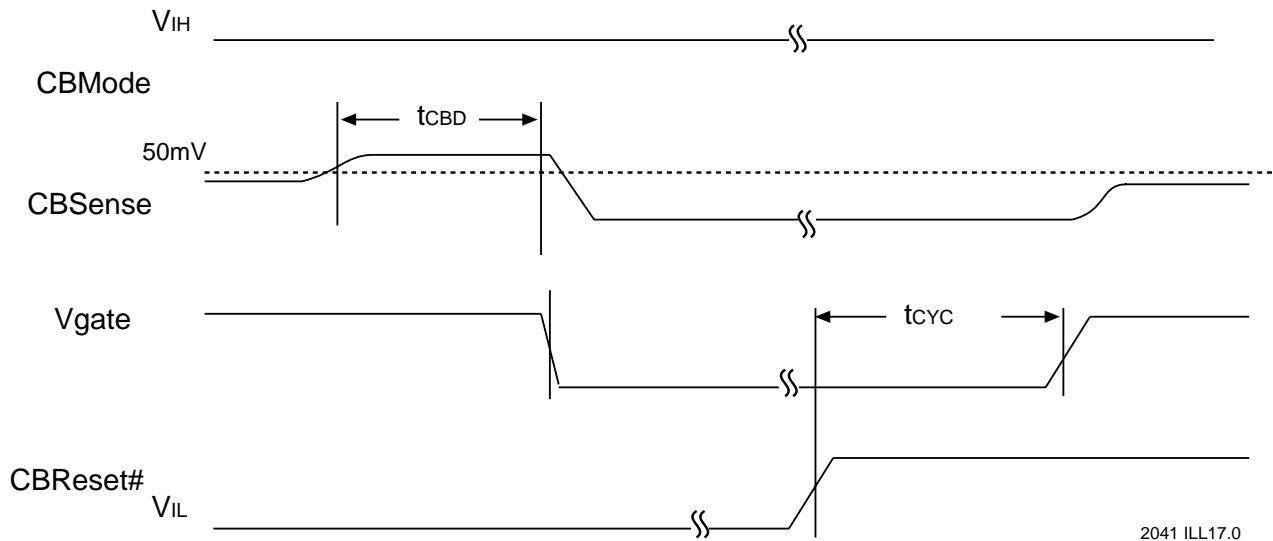 VIH
CBMode
tCBD
50mV
CBSense
Vgate
tCYC
CBReset#
VIL
2041 ILL17.0